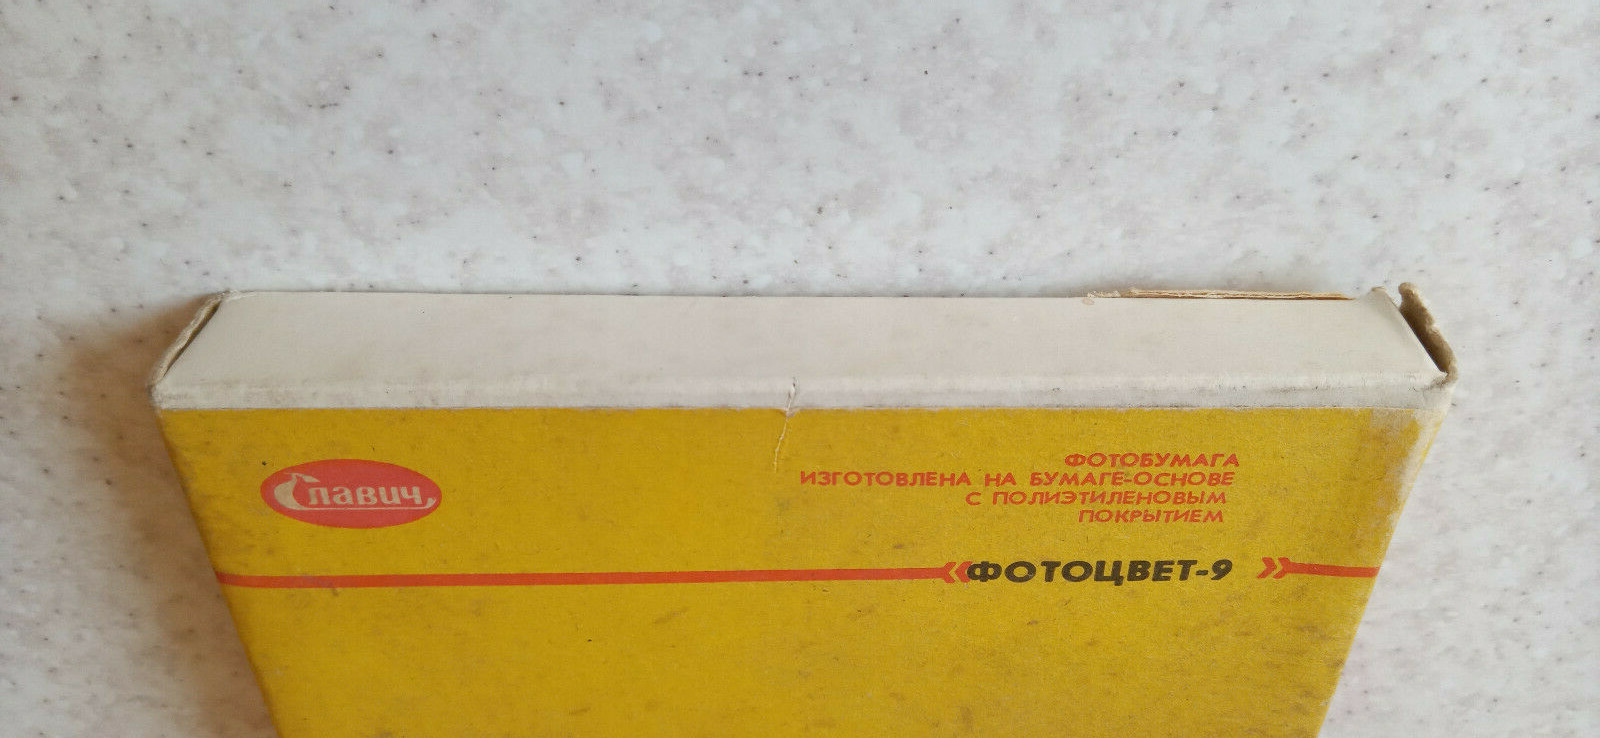 Славич
ФОТОБУМАГА
ИЗГОТОВЛЕНА НА БУМАГЕ-ОСНОВЕ
С ПОЛИЭТИЛЕНОВЫМ
ПОКРЫТИЕМ
«ФОТОЦВЕТ-9»